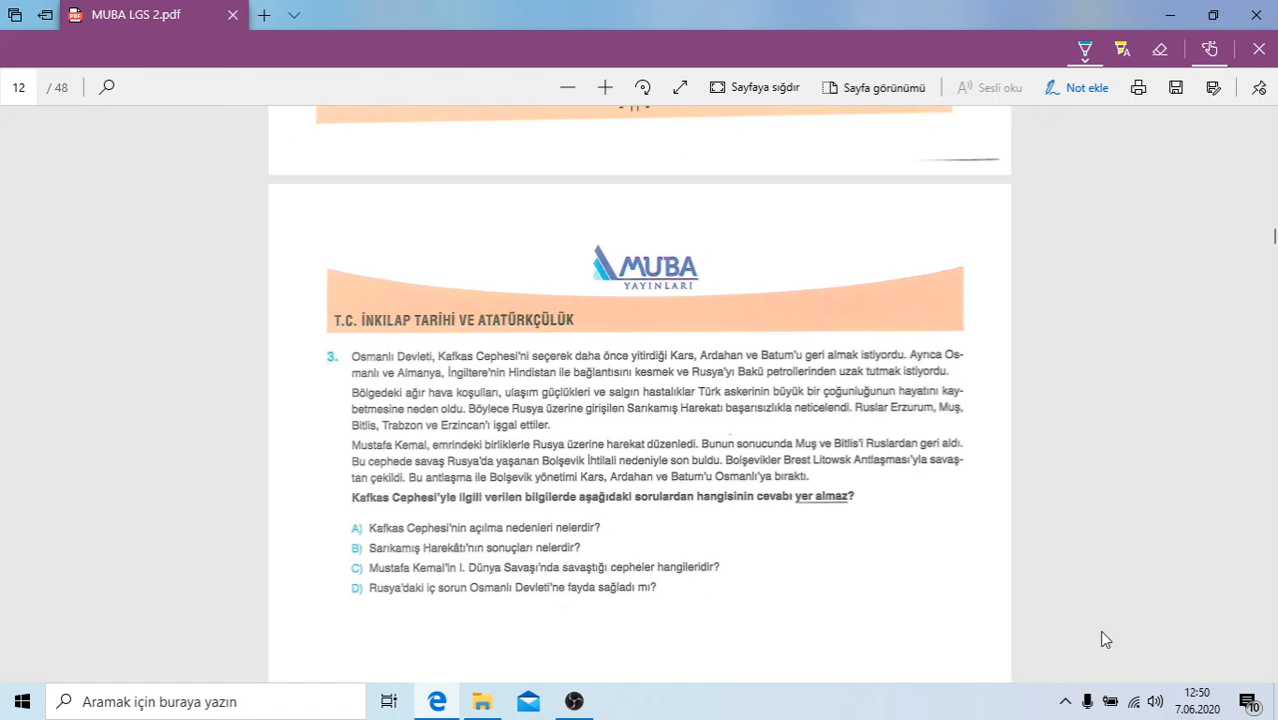 MUBA LGS 2.pdf
12 / 48
Sayfaya sığdır
Sayfa görünümü
Sesli oku
Not ekle
- 11 -
MUBA
YAYINLARI
T.C. İNKILAP TARİHİ VE ATATÜRKÇÜLÜK
3. Osmanlı Devleti, Kafkas Cephesi'ni seçerek daha önce yitirdiği Kars, Ardahan ve Batum'u geri almak istiyordu. Ayrıca Os-
manlı ve Almanya, İngiltere'nin Hindistan ile bağlantısını kesmek ve Rusya'yı Bakû petrollerinden uzak tutmak istiyordu.
Bölgedeki ağır hava koşulları, ulaşım güçlükleri ve salgın hastalıklar Türk askerinin büyük bir çoğunluğunun hayatını kay-
betmesine neden oldu. Böylece Rusya üzerine girişilen Sarıkamış Harekatı başarısızlıkla neticelendi. Ruslar Erzurum, Muş,
Bitlis, Trabzon ve Erzincan'ı işgal ettiler.
Mustafa Kemal, emrindeki birliklerle Rusya üzerine harekat düzenledi. Bunun sonucunda Muş ve Bitlis'i Ruslardan geri aldı.
Bu cephede savaş Rusya'da yaşanan Bolşevik İhtilali nedeniyle son buldu. Bolşevikler Brest Litowsk Antlaşması'yla savaş-
tan çekildi. Bu antlaşma ile Bolşevik yönetimi Kars, Ardahan ve Batum'u Osmanlı'ya bıraktı.
Kafkas Cephesi'yle ilgili verilen bilgilerde aşağıdaki sorulardan hangisinin cevabı yer almaz?
A) Kafkas Cephesi'nin açılma nedenleri nelerdir?
B) Sarıkamış Harekâtı'nın sonuçları nelerdir?
C) Mustafa Kemal'in I. Dünya Savaşı'nda savaştığı cepheler hangileridir?
D) Rusya'daki iç sorun Osmanlı Devleti'ne fayda sağladı mı?
Aramak için buraya yazın
12:50
7.06.2020
10